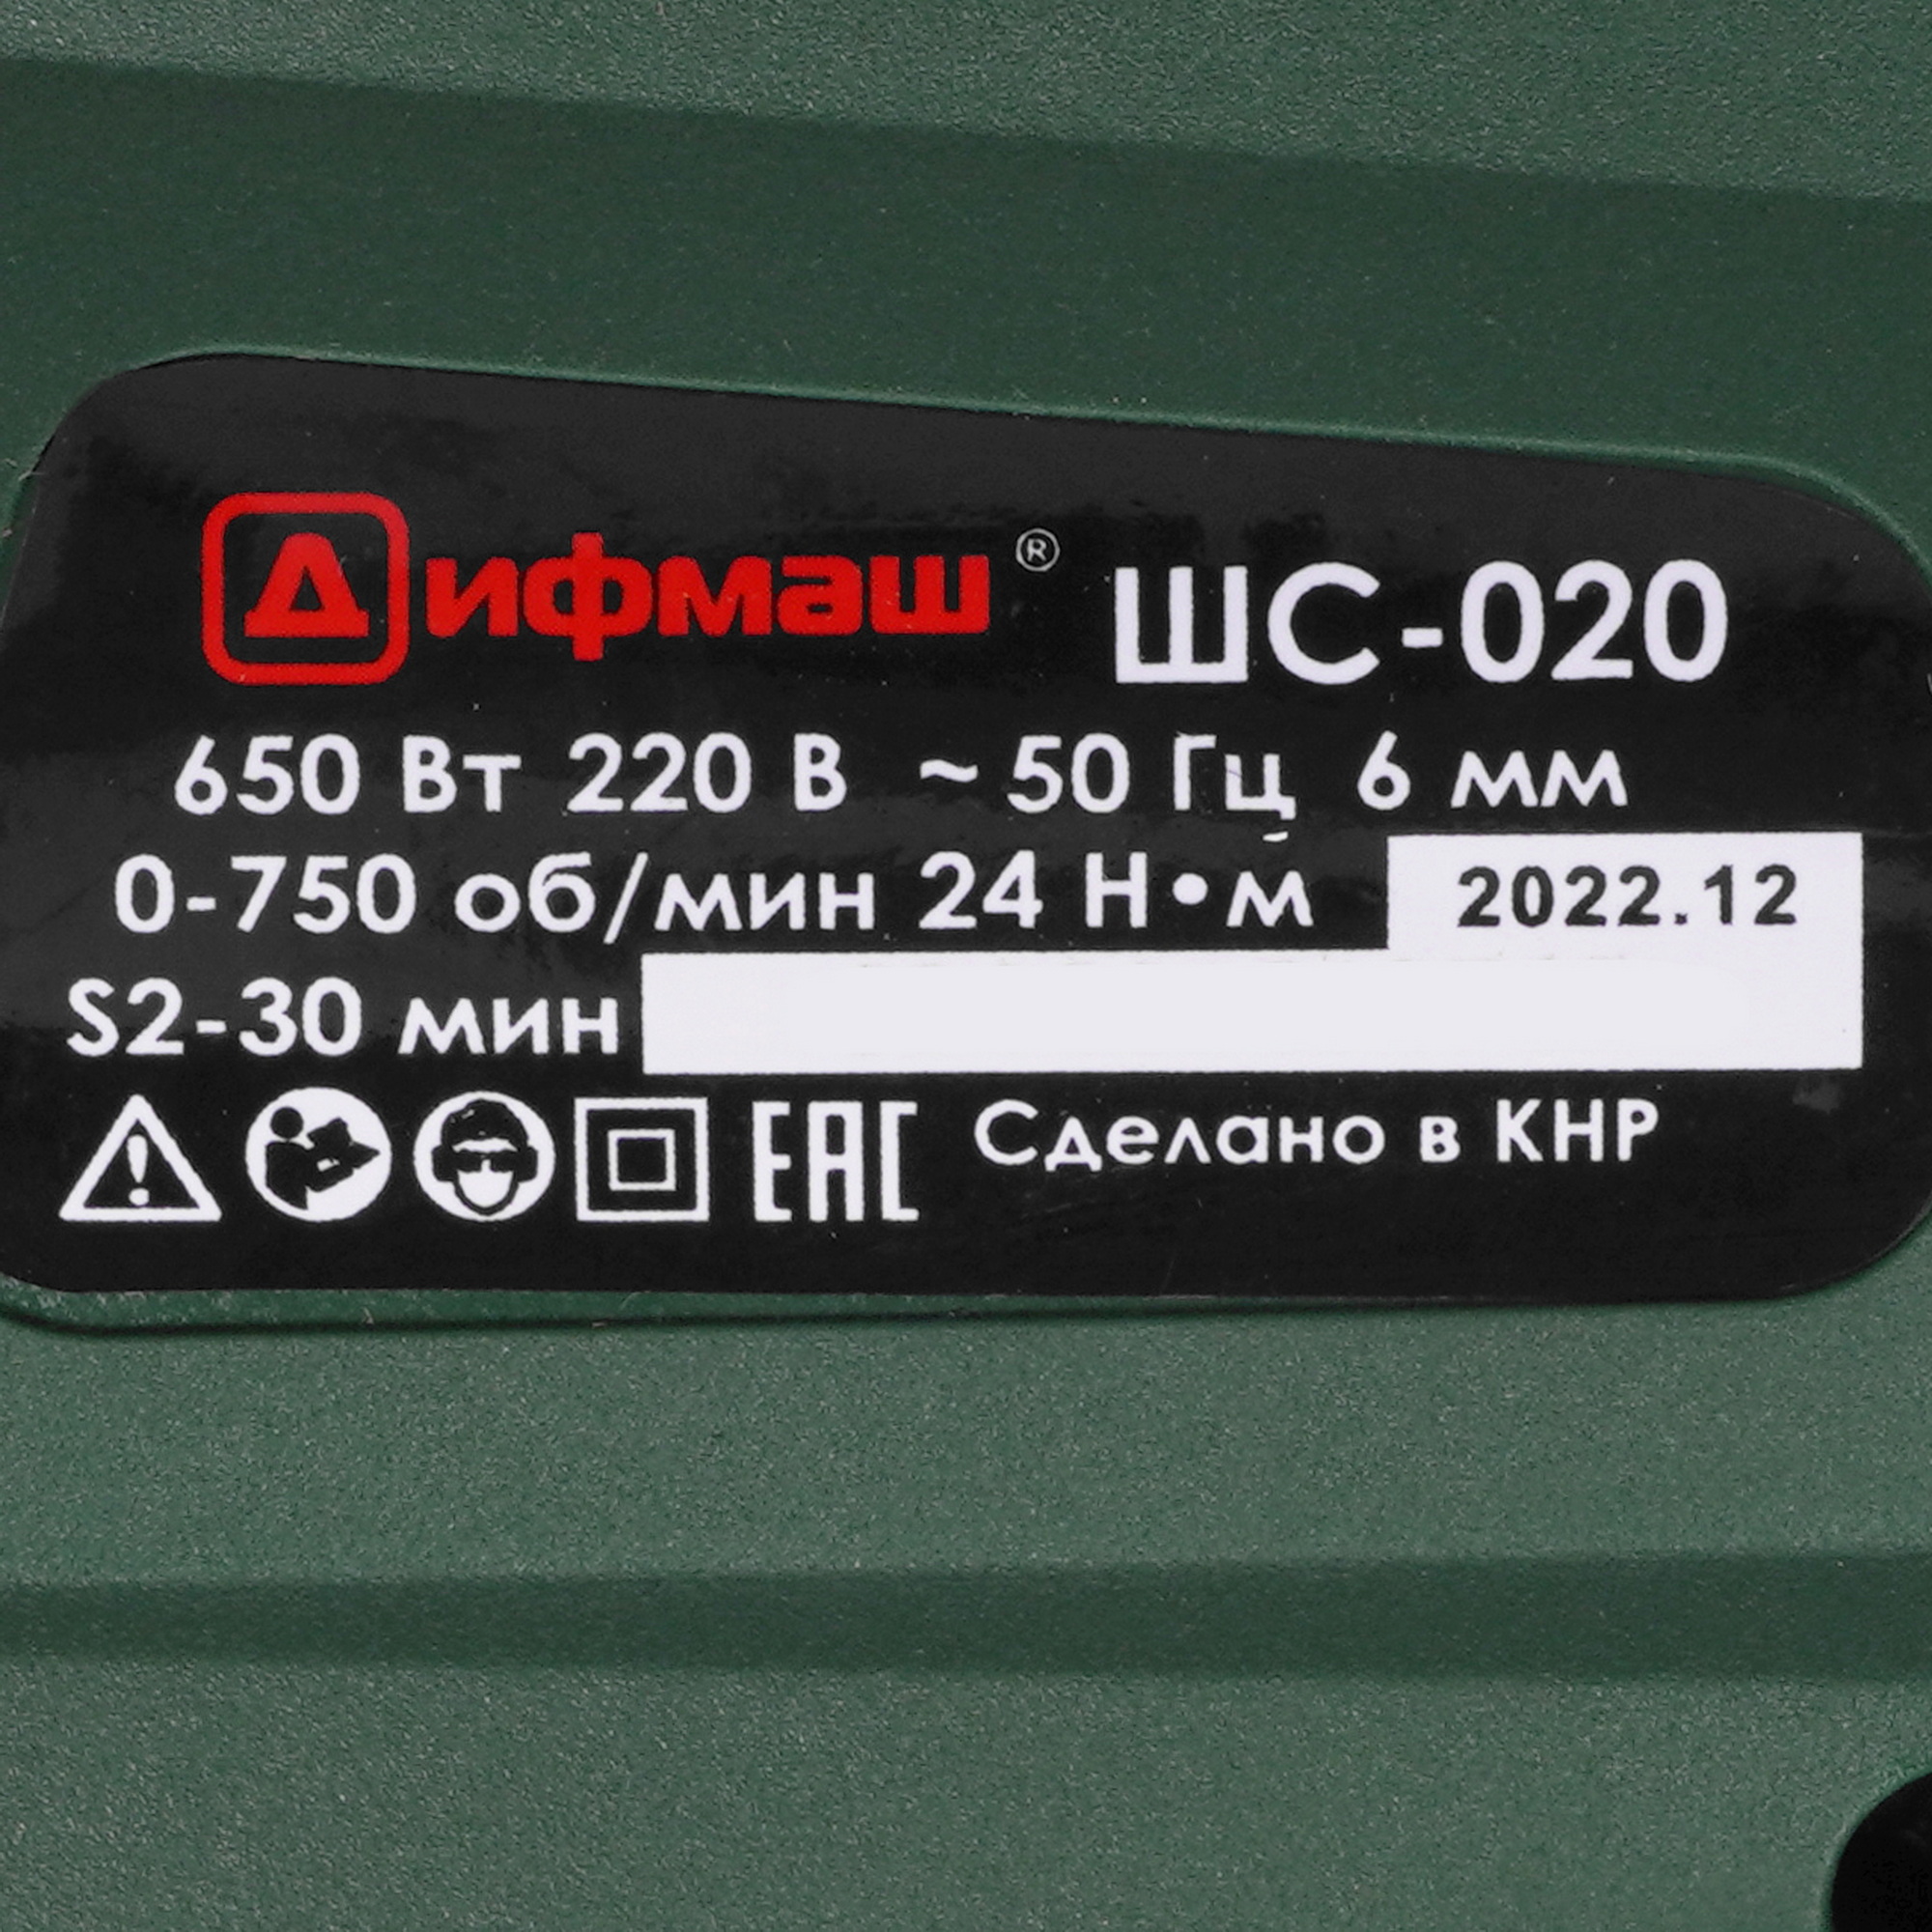 Дифмаш® ШС-020
650 Вт 220 В ~50 Гц 6 мм
0-750 об/мин 24 Н•м 2022.12
S2-30 мин
EAC Сделано в КНР